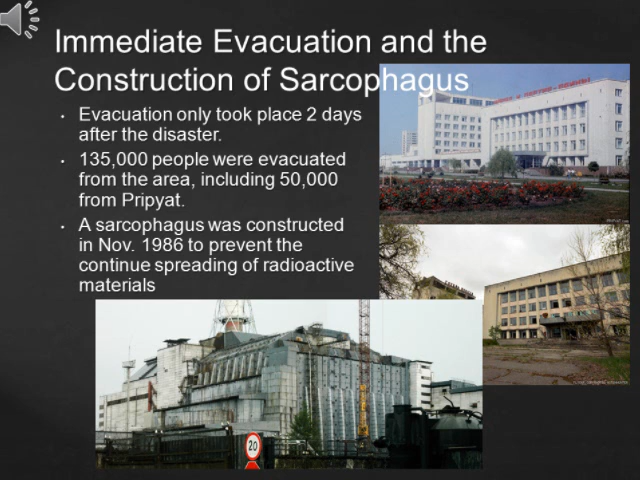 Immediate Evacuation and the
Construction of Sarcophagus
• Evacuation only took place 2 days
after the disaster.
• 135,000 people were evacuated
from the area, including 50,000
from Pripyat.
• A sarcophagus was constructed
in Nov. 1986 to prevent the
continue spreading of radioactive
materials
20